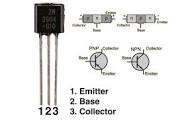 2N
3904
Collector
Emitter
PNP
Collector
NPN
Collector
Base
Base
Emitter
Emitter
1 2 3
1. Emitter
2. Base
3. Collector